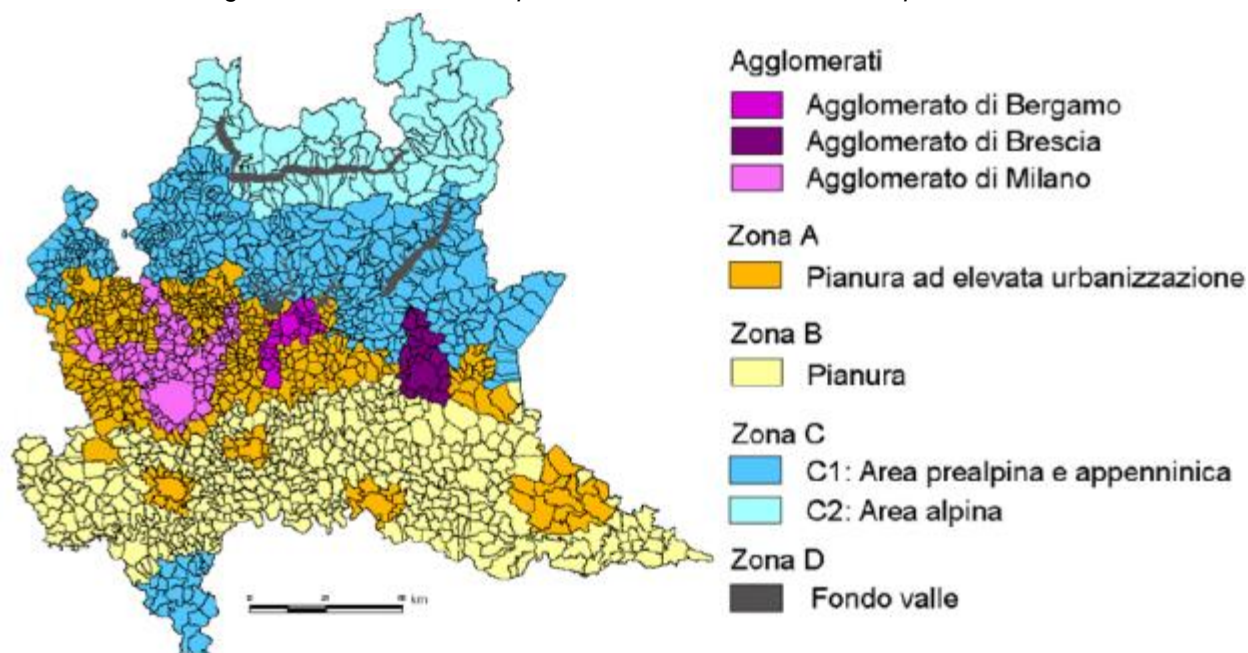 Agglomerati
Agglomerato di Bergamo
Agglomerato di Brescia
Agglomerato di Milano
Zona A
Pianura ad elevata urbanizzazione
Zona B
Pianura
Zona C
C1: Area prealpina e appenninica
C2: Area alpina
Zona D
Fondo valle
km